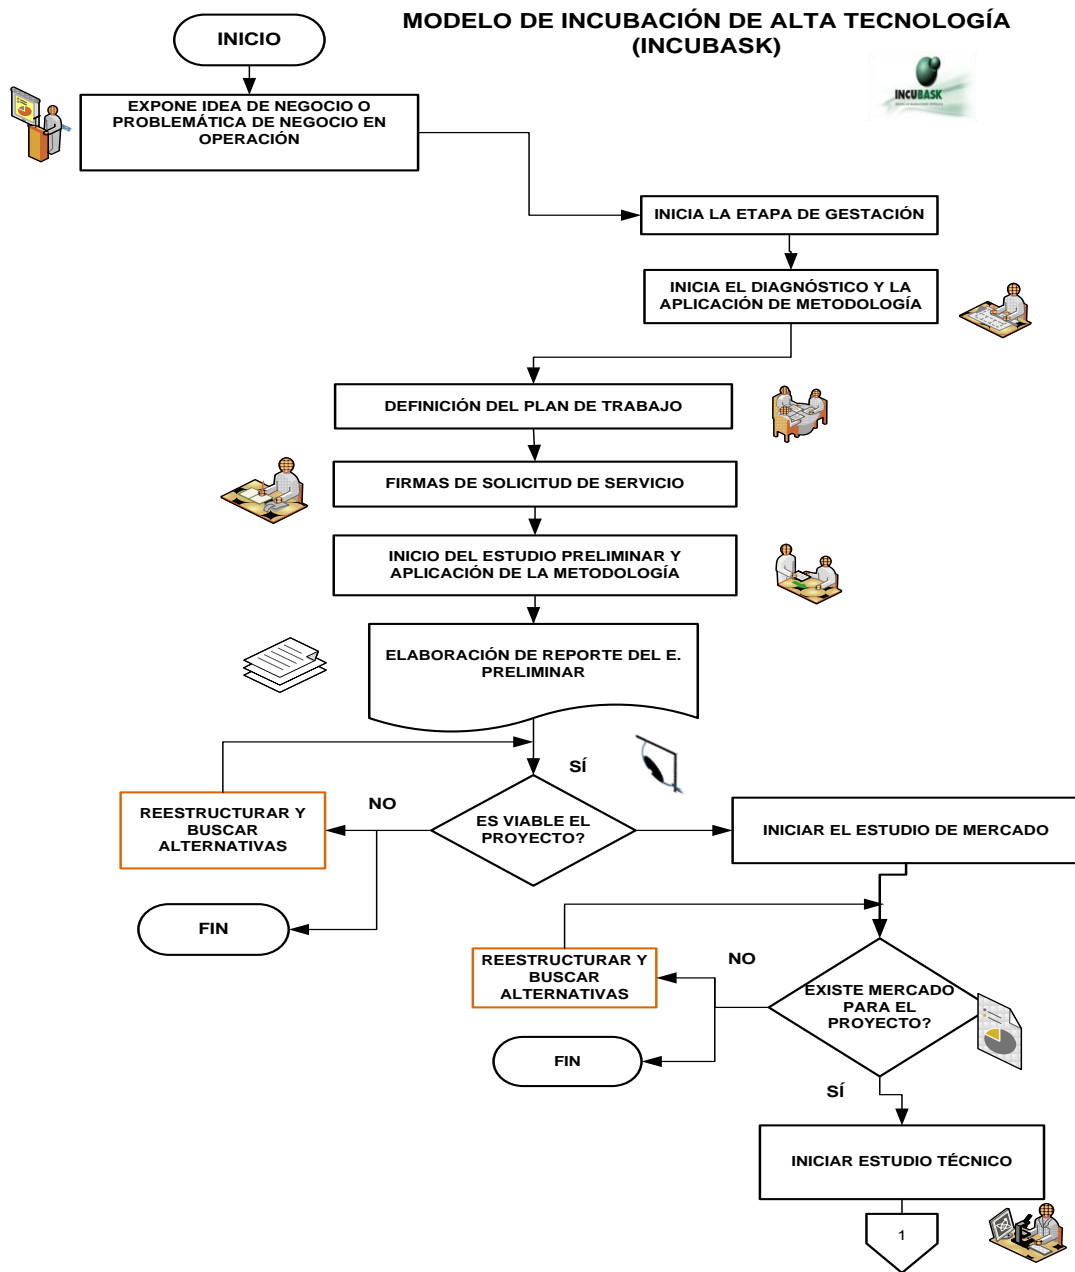 MODELO DE INCUBACIÓN DE ALTA TECNOLOGÍA
(INCUBASK)
INICIO
INCUBASK
EXPONE IDEA DE NEGOCIO O
PROBLEMÁTICA DE NEGOCIO EN
OPERACIÓN
INICIA LA ETAPA DE GESTACIÓN
INICIA EL DIAGNÓSTICO Y LA
APLICACIÓN DE METODOLOGÍA
DEFINICIÓN DEL PLAN DE TRABAJO
FIRMAS DE SOLICITUD DE SERVICIO
INICIO DEL ESTUDIO PRELIMINAR Y
APLICACIÓN DE LA METODOLOGÍA
ELABORACIÓN DE REPORTE DEL E.
PRELIMINAR
SÍ
NO
REESTRUCTURAR Y
BUSCAR
ALTERNATIVAS
ES VIABLE EL
PROYECTO?
INICIAR EL ESTUDIO DE MERCADO
FIN
NO
REESTRUCTURAR Y
BUSCAR
ALTERNATIVAS
EXISTE MERCADO
PARA EL
PROYECTO?
FIN
SÍ
INICIAR ESTUDIO TÉCNICO
1